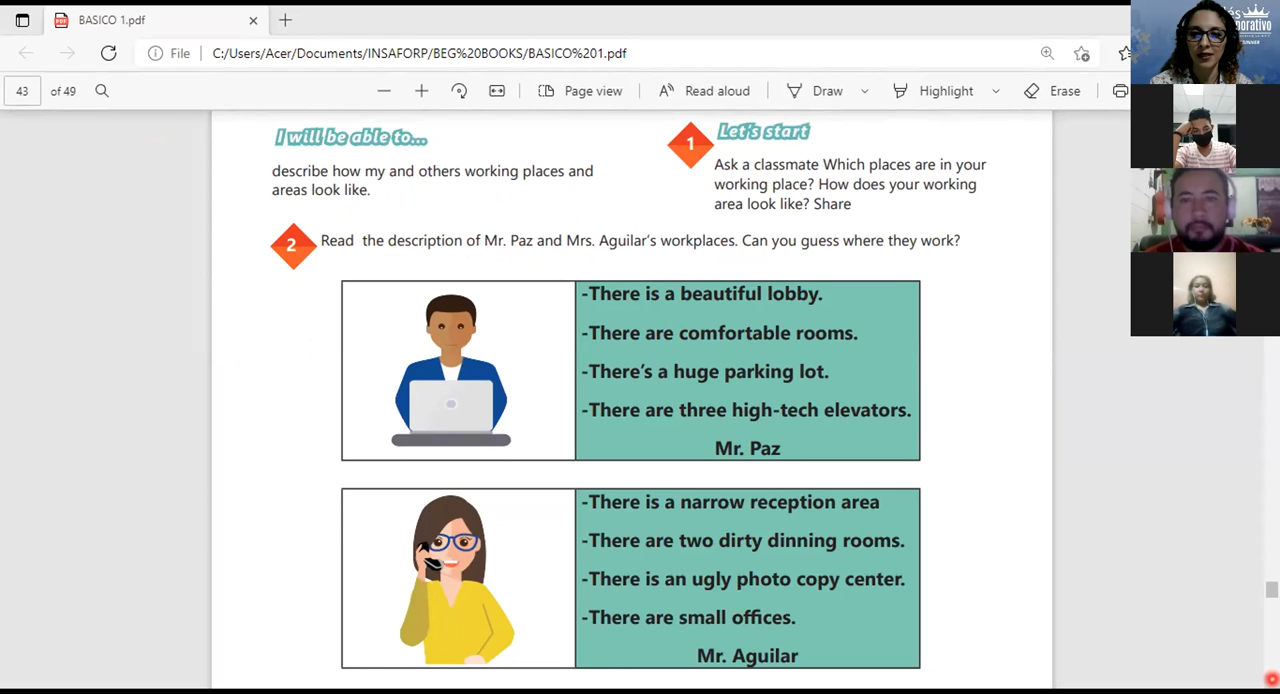 BASICO 1.pdf
File
C:/Users/Acer/Documents/INSAFORP/BEG%20BOOKS/BASICO%201.pdf
43 of 49
Page view
Read aloud
Draw
Highlight
Erase
I will be able to...
describe how my and others working places and
areas look like.
1
Let's start
Ask a classmate Which places are in your
working place? How does your working
area look like? Share
2
Read the description of Mr. Paz and Mrs. Aguilar's workplaces. Can you guess where they work?
-There is a beautiful lobby.
-There are comfortable rooms.
-There's a huge parking lot.
-There are three high-tech elevators.
Mr. Paz
-There is a narrow reception area
-There are two dirty dinning rooms.
-There is an ugly photo copy center.
-There are small offices.
Mr. Aguilar